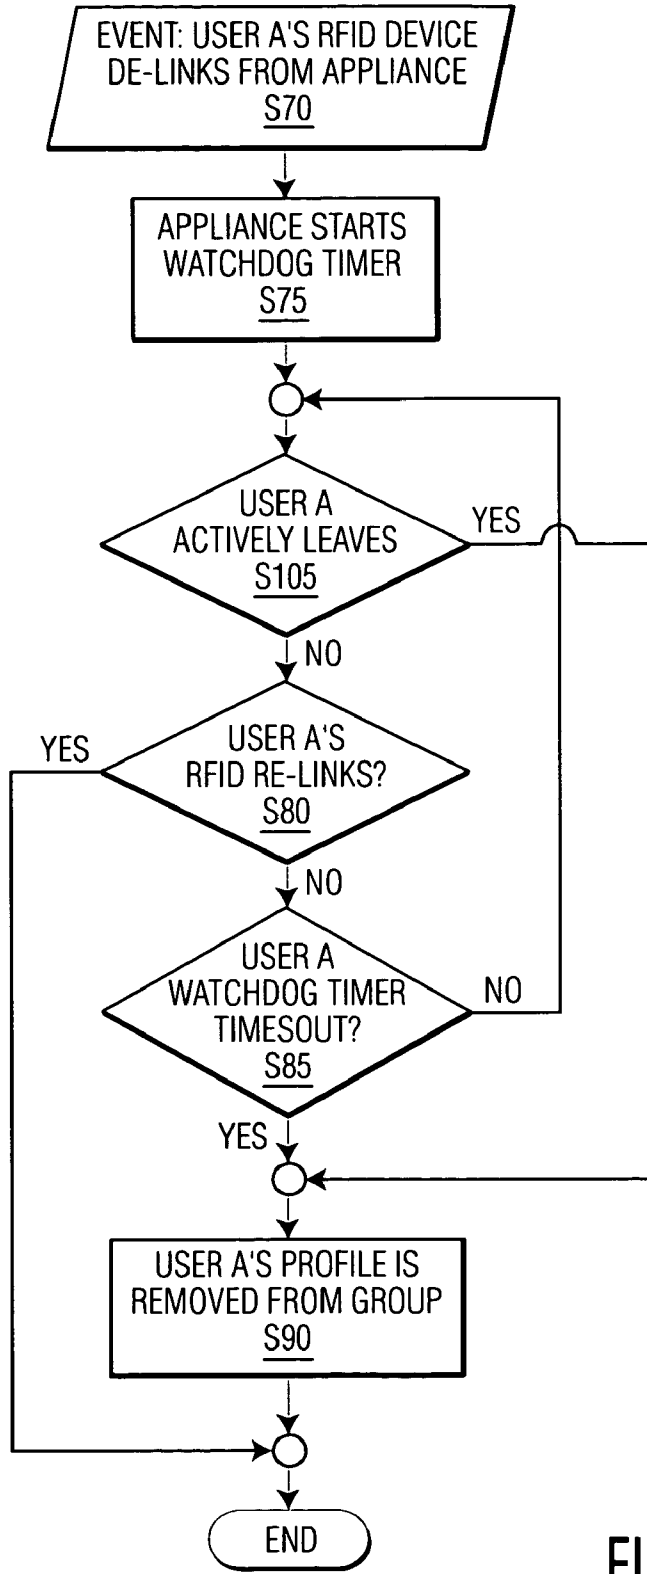 EVENT: USER A'S RFID DEVICE
DE-LINKS FROM APPLIANCE
S70
APPLIANCE STARTS
WATCHDOG TIMER
S75
USER A
ACTIVELY LEAVES
S105
YES
NO
USER A'S
RFID RE-LINKS?
S80
YES
NO
USER A
WATCHDOG TIMER
TIMESOUT?
S85
NO
YES
USER A'S PROFILE IS
REMOVED FROM GROUP
S90
END